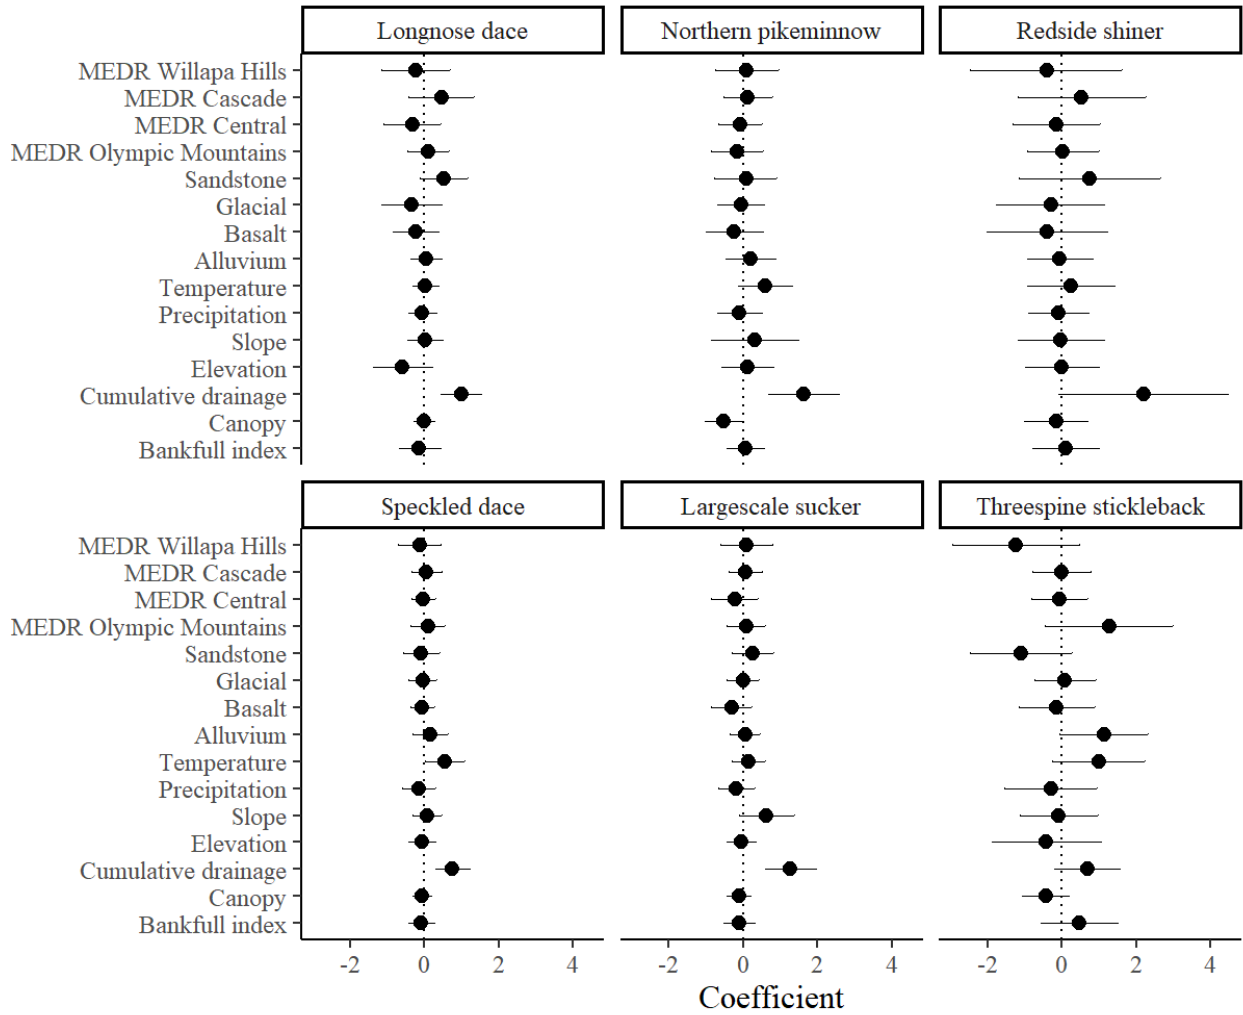 Longnose dace Northern pikeminnow Redside shiner
MEDR Willapa Hills
MEDR Cascade
MEDR Central
MEDR Olympic Mountains
Sandstone
Glacial
Basalt
Alluvium
Temperature
Precipitation
Slope
Elevation
Cumulative drainage
Canopy
Bankfull index
Speckled dace Largescale sucker Threespine stickleback
MEDR Willapa Hills
MEDR Cascade
MEDR Central
MEDR Olympic Mountains
Sandstone
Glacial
Basalt
Alluvium
Temperature
Precipitation
Slope
Elevation
Cumulative drainage
Canopy
Bankfull index
-2 0 2 4 -2 0 2 4 -2 0 2 4
Coefficient